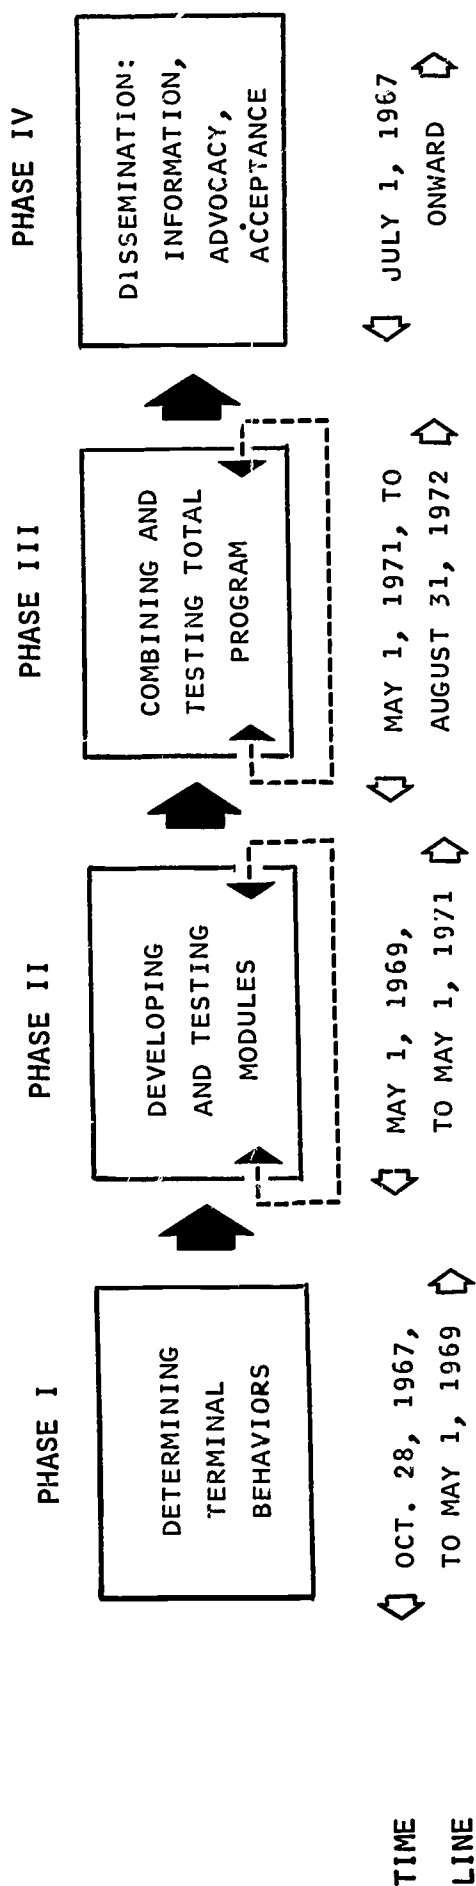 PHASE I
PHASE II
PHASE III
PHASE IV
DETERMINING
TERMINAL
BEHAVIORS
DEVELOPING
AND TESTING
MODULES
COMBINING AND
TESTING TOTAL
PROGRAM
DISSEMINATION:
INFORMATION,
ADVOCACY,
ACCEPTANCE
TIME
LINE
OCT. 28, 1967,
TO MAY 1, 1969
MAY 1, 1969,
TO MAY 1, 1971
MAY 1, 1971, TO
AUGUST 31, 1972
JULY 1, 1967
ONWARD